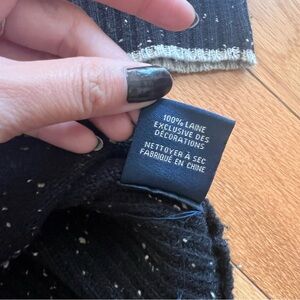 100% LAINE
EXCLUSIVE DES
DÉCORATIONS
NETTOYER À SEC
FABRIQUÉ EN CHINE